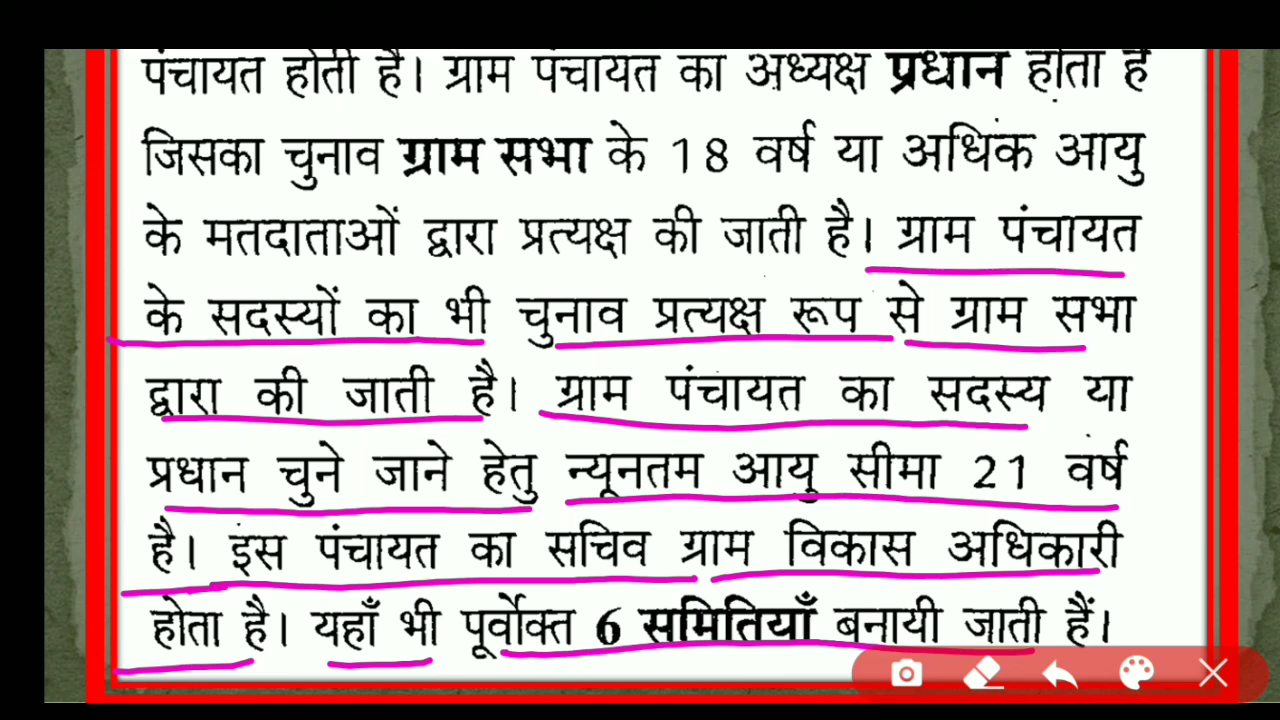 पंचायत होती है। ग्राम पंचायत का अध्यक्ष प्रधान होता है
जिसका चुनाव ग्राम सभा के 18 वर्ष या अधिक आयु
के मतदाताओं द्वारा प्रत्यक्ष की जाती है। ग्राम पंचायत
के सदस्यों का भी चुनाव प्रत्यक्ष रूप से ग्राम सभा
द्वारा की जाती है। ग्राम पंचायत का सदस्य या
प्रधान चुने जाने हेतु न्यूनतम आयु सीमा 21 वर्ष
है। इस पंचायत का सचिव ग्राम विकास अधिकारी
होता है। यहाँ भी पूर्वोक्त 6 समितियाँ बनायी जाती हैं।